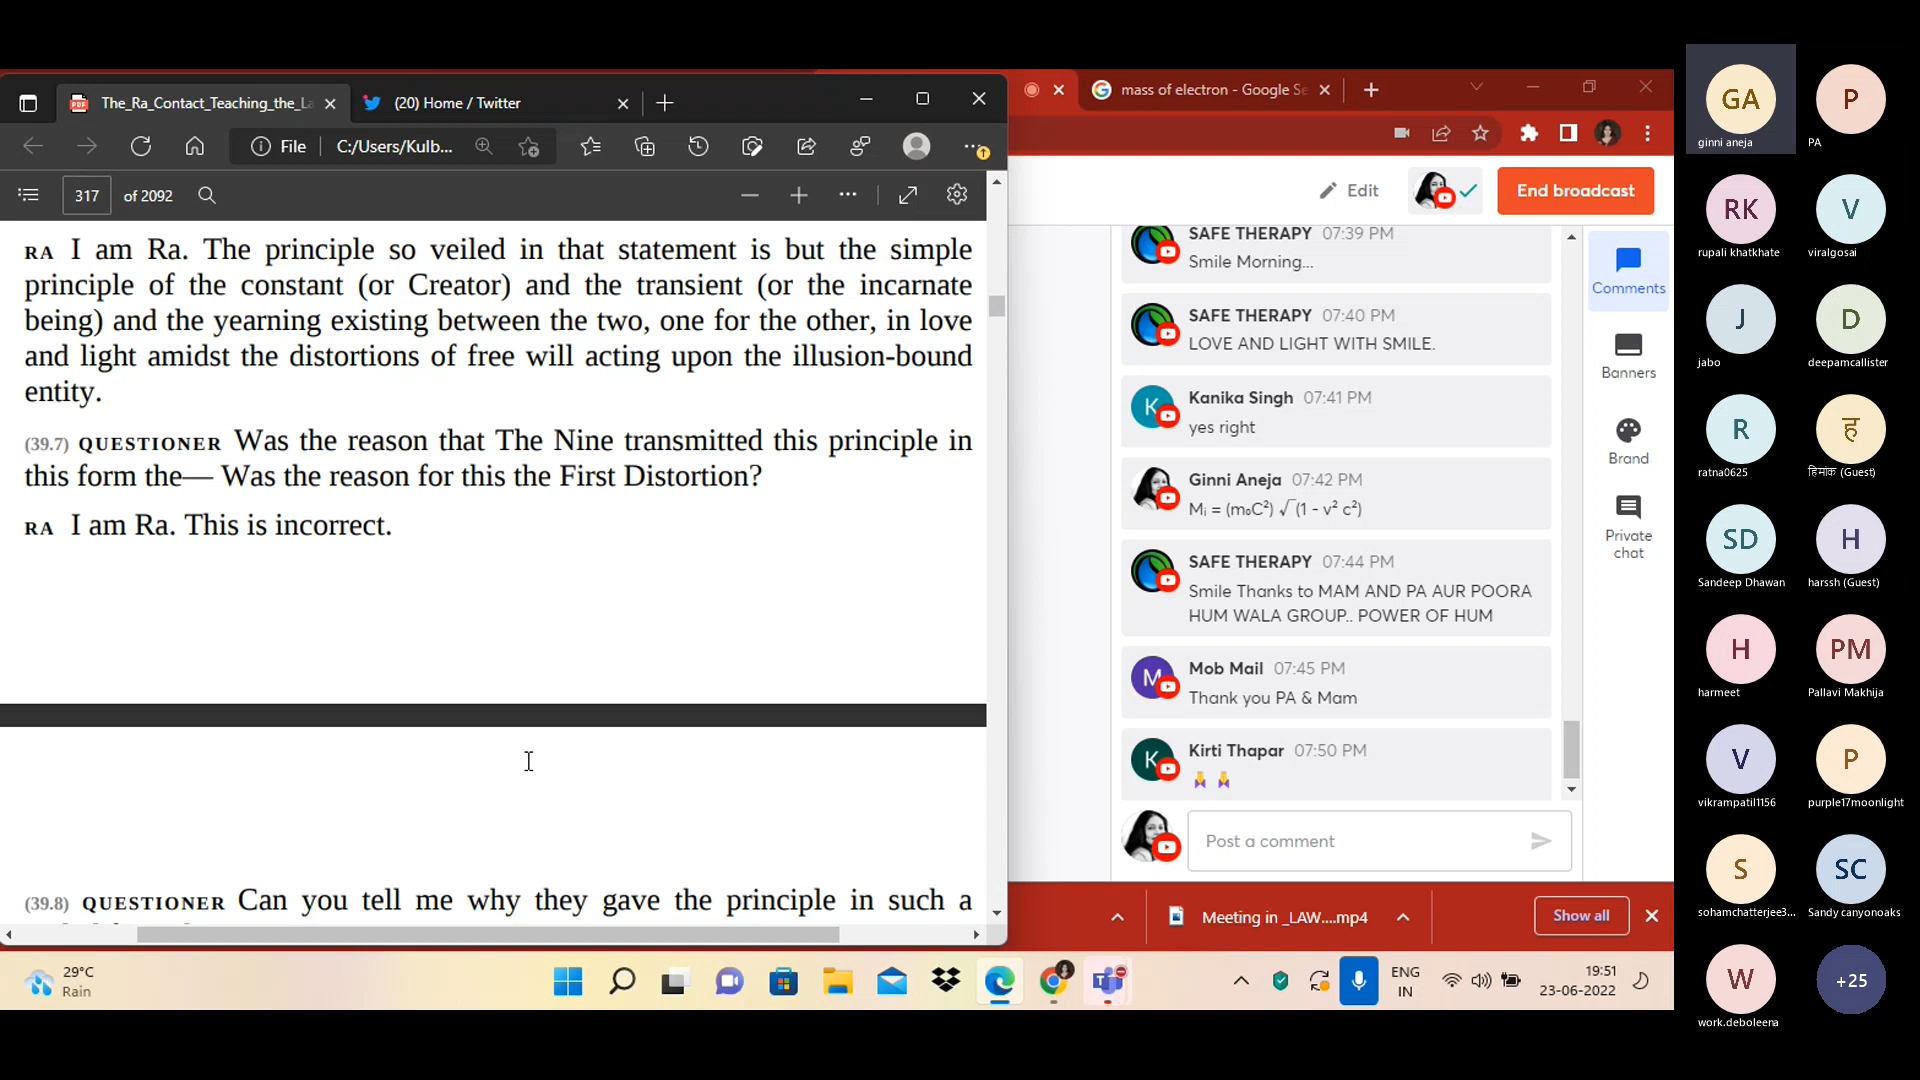 The_Ra_Contact_Teaching_the_La
(20) Home / Twitter
mass of electron - Google Se
File
C:/Users/Kulb...
317
of 2092
Edit
End broadcast
RA I am Ra. The principle so veiled in that statement is but the simple
principle of the constant (or Creator) and the transient (or the incarnate
being) and the yearning existing between the two, one for the other, in love
and light amidst the distortions of free will acting upon the illusion-bound
entity.
(39.7) QUESTIONER Was the reason that The Nine transmitted this principle in
this form the— Was the reason for this the First Distortion?
RA I am Ra. This is incorrect.
(39.8) QUESTIONER Can you tell me why they gave the principle in such a
SAFE THERAPY 07:39 PM
Smile Morning...
SAFE THERAPY 07:40 PM
LOVE AND LIGHT WITH SMILE.
K
Kanika Singh 07:41 PM
yes right
Ginni Aneja 07:42 PM
Mᵢ = (m₀C²) √(1 - v² c²)
SAFE THERAPY 07:44 PM
Smile Thanks to MAM AND PA AUR POORA
HUM WALA GROUP.. POWER OF HUM
M
Mob Mail 07:45 PM
Thank you PA & Mam
K
Kirti Thapar 07:50 PM
Post a comment
Comments
Banners
Brand
Private
chat
Meeting in _LAW....mp4
Show all
29°C
Rain
ENG
IN
19:51
23-06-2022
GA
ginni aneja
P
PA
RK
rupali khatkhate
V
viralgosai
J
jabo
D
deepamcallister
R
ratna0625
ह
हिमांक (Guest)
SD
Sandeep Dhawan
H
harssh (Guest)
H
harmeet
PM
Pallavi Makhija
V
vikrampatil1156
P
purple17moonlight
S
sohamchatterjee3...
SC
Sandy canyonoaks
W
work.deboleena
+25